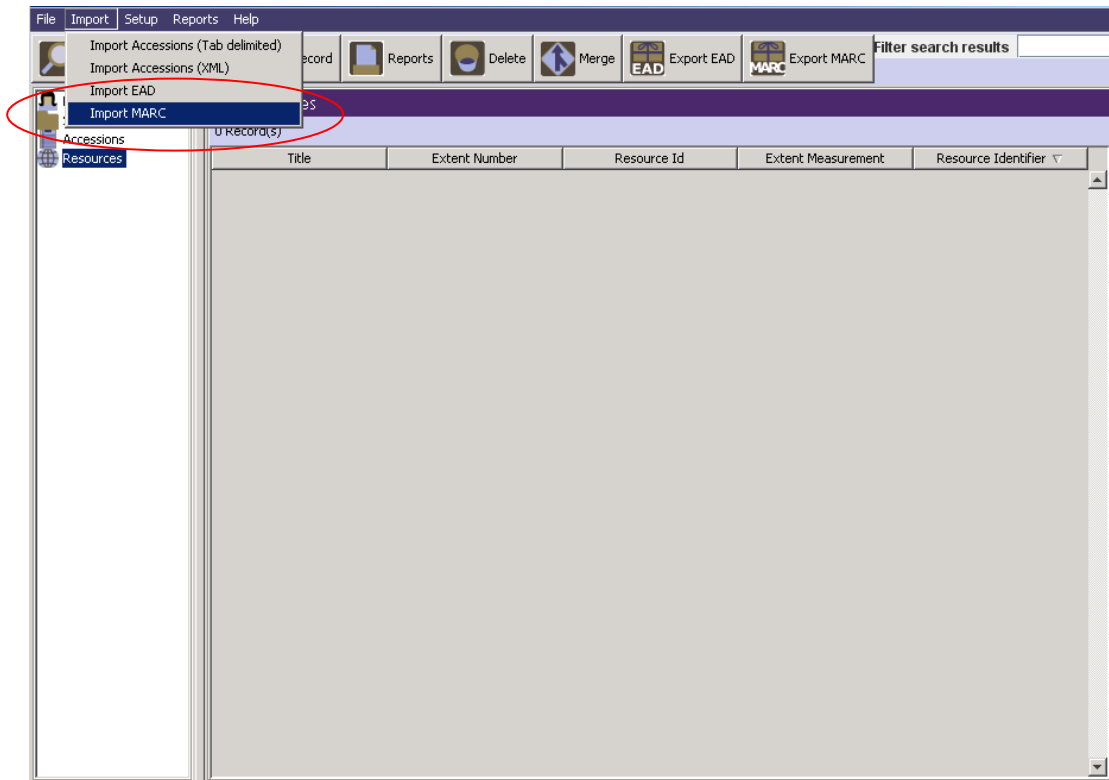 File Import Setup Reports Help
Import Accessions (Tab delimited)
Import Accessions (XML)
Import EAD
Import MARC
Reports Delete Merge EAD Export EAD MARC Export MARC Filter search results
0 Record(s)
Accessions
Resources
Title Extent Number Resource Id Extent Measurement Resource Identifier